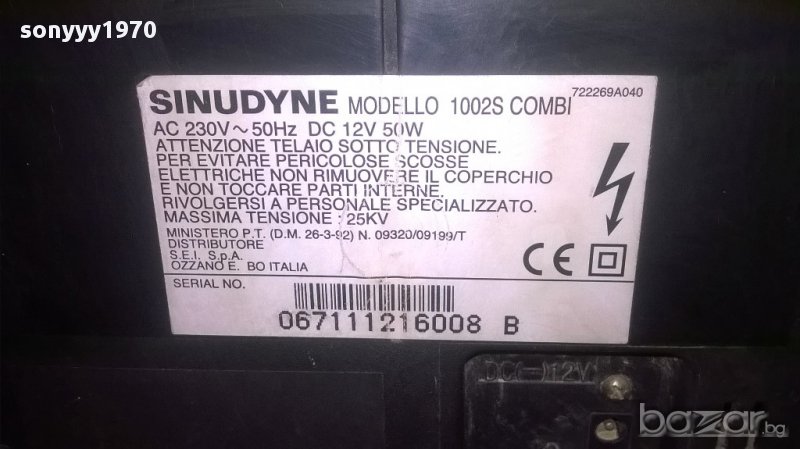 sonyyy1970
SINUDYNE MODELLO 1002S COMBI
722269A040
AC 230V~50Hz DC 12V 50W
ATTENZIONE TELAIO SOTTO TENSIONE.
PER EVITARE PERICOLOSE SCOSSE
ELETTRICHE NON RIMUOVERE IL COPERCHIO
E NON TOCCARE PARTI INTERNE.
RIVOLGERSI A PERSONALE SPECIALIZZATO.
MASSIMA TENSIONE : 25KV
MINISTERO P.T. (D.M. 26-3-92) N. 09320/09199/T
DISTRIBUTORE
S.E.I. S.p.A.
OZZANO E. BO ITALIA
CE
SERIAL NO.
067111216008 B
DC(⎓)12V
bazar.bg